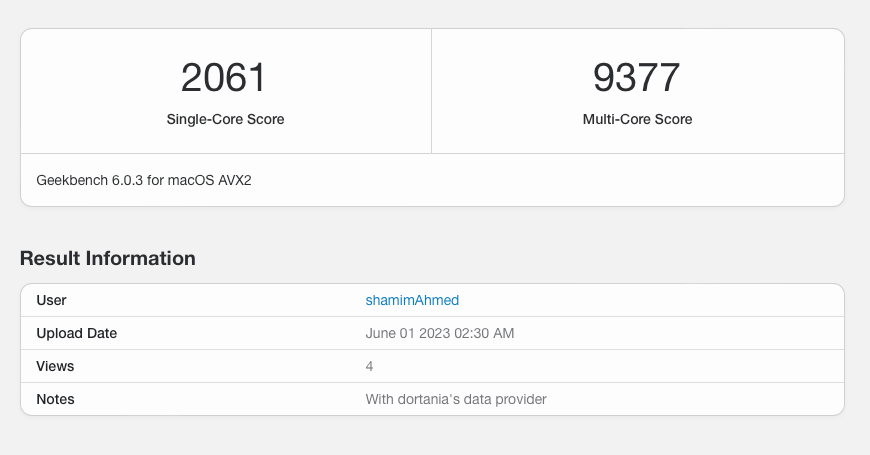 2061
9377
Single-Core Score
Multi-Core Score
Geekbench 6.0.3 for macOS AVX2
Result Information
User shamimAhmed
Upload Date June 01 2023 02:30 AM
Views 4
Notes With dortania's data provider